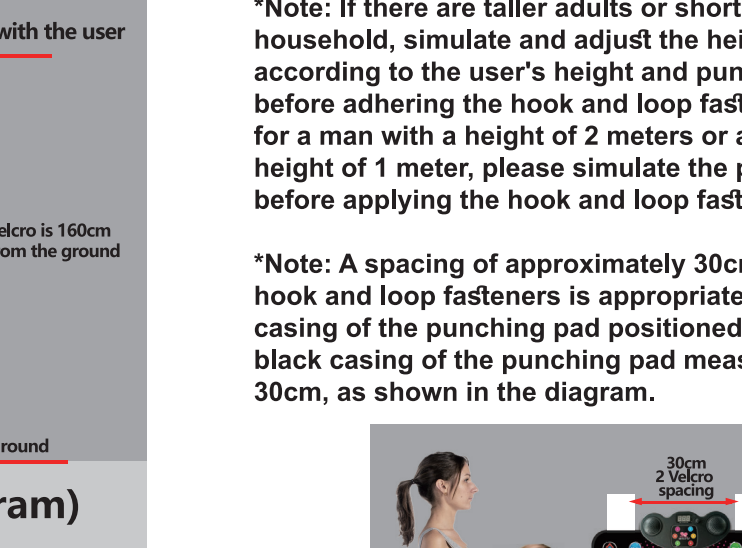 with the user
elcro is 160cm
om the ground
round
ram)
*Note: If there are taller adults or short
household, simulate and adjust the hei
according to the user's height and pun
before adhering the hook and loop fast
for a man with a height of 2 meters or a
height of 1 meter, please simulate the p
before applying the hook and loop fast
*Note: A spacing of approximately 30cm
hook and loop fasteners is appropriate
casing of the punching pad positioned
black casing of the punching pad meas
30cm, as shown in the diagram.
30cm
2 Velcro
spacing